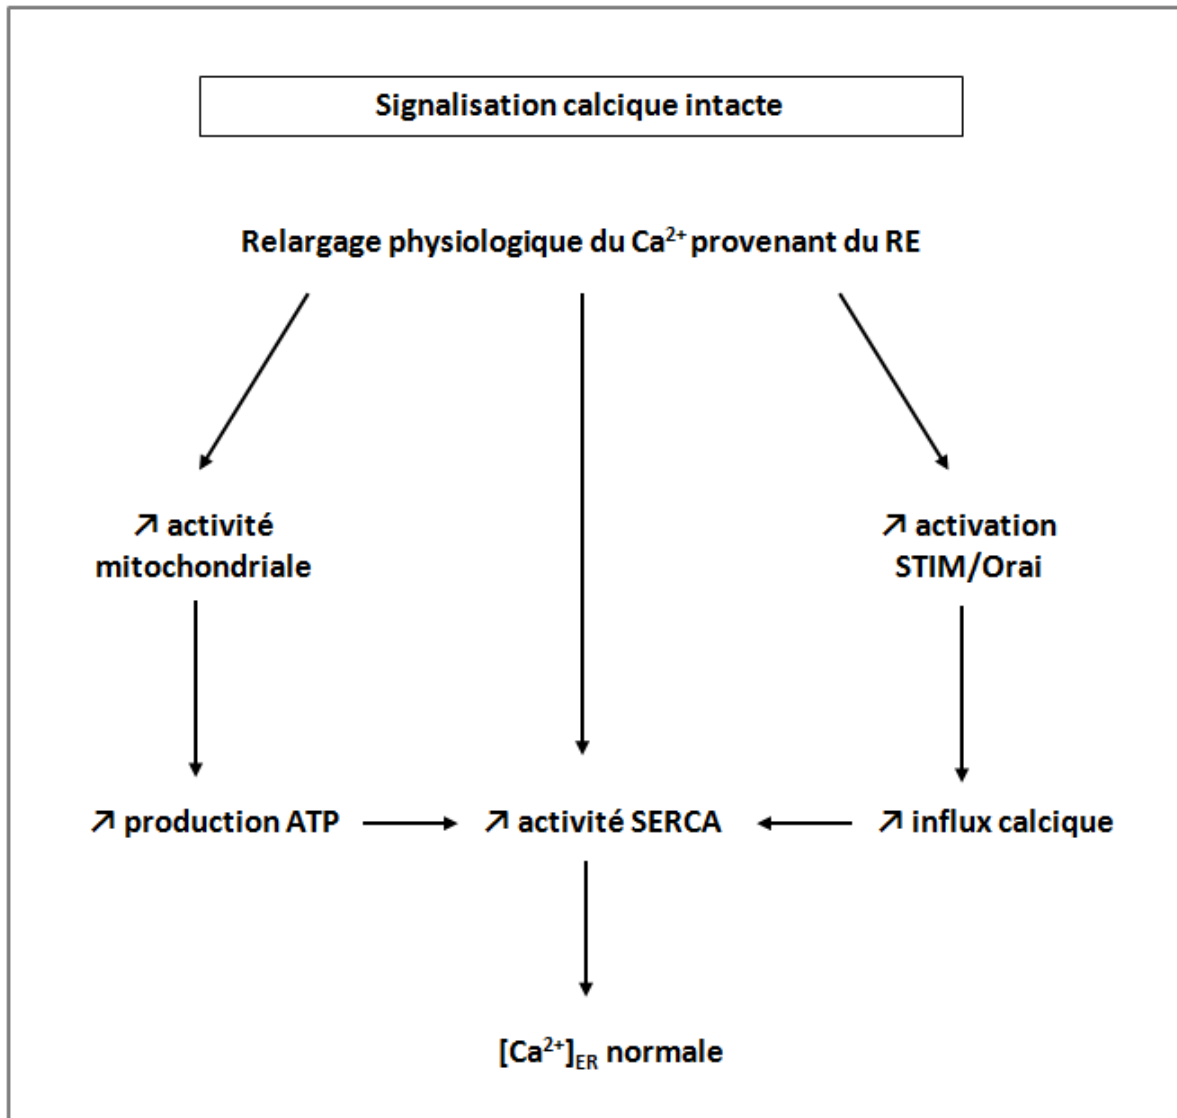 Signalisation calcique intacte
Relargage physiologique du Ca²⁺ provenant du RE
↗ activité
mitochondriale
↗ activation
STIM/Orai
↗ production ATP
↗ activité SERCA
↗ influx calcique
[Ca²⁺]ER normale